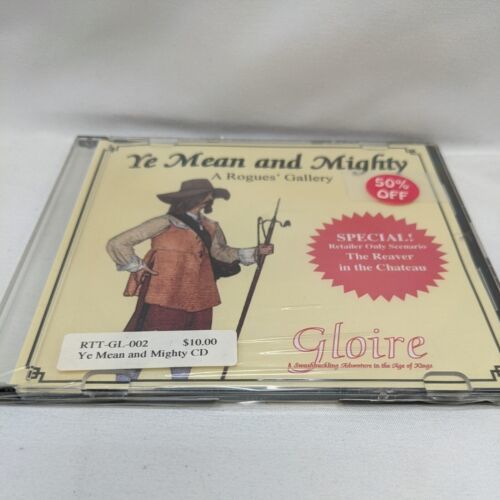 Ye Mean and Mighty
A Rogues' Gallery
50%
OFF
SPECIAL!
Retailer Only Scenario
The Reaver
in the Chateau
RTT-GL-002 $10.00
Ye Mean and Mighty CD
Gloire
A Swashbuckling Adventure in the Age of Kings